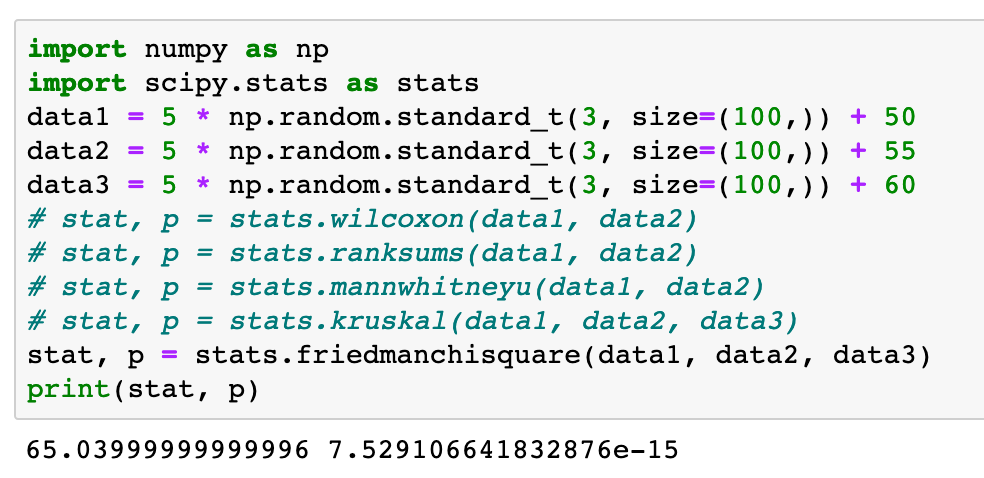 import numpy as np
import scipy.stats as stats
data1 = 5 * np.random.standard_t(3, size=(100,)) + 50
data2 = 5 * np.random.standard_t(3, size=(100,)) + 55
data3 = 5 * np.random.standard_t(3, size=(100,)) + 60
# stat, p = stats.wilcoxon(data1, data2)
# stat, p = stats.ranksums(data1, data2)
# stat, p = stats.mannwhitneyu(data1, data2)
# stat, p = stats.kruskal(data1, data2, data3)
stat, p = stats.friedmanchisquare(data1, data2, data3)
print(stat, p)
65.03999999999996 7.529106641832876e-15